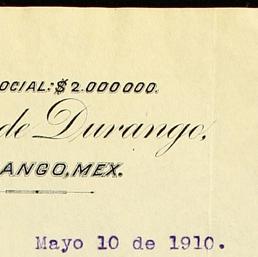 OCIAL:$2.000000.
de Durango,
ANGO, MEX.
Mayo 10 de 1910.